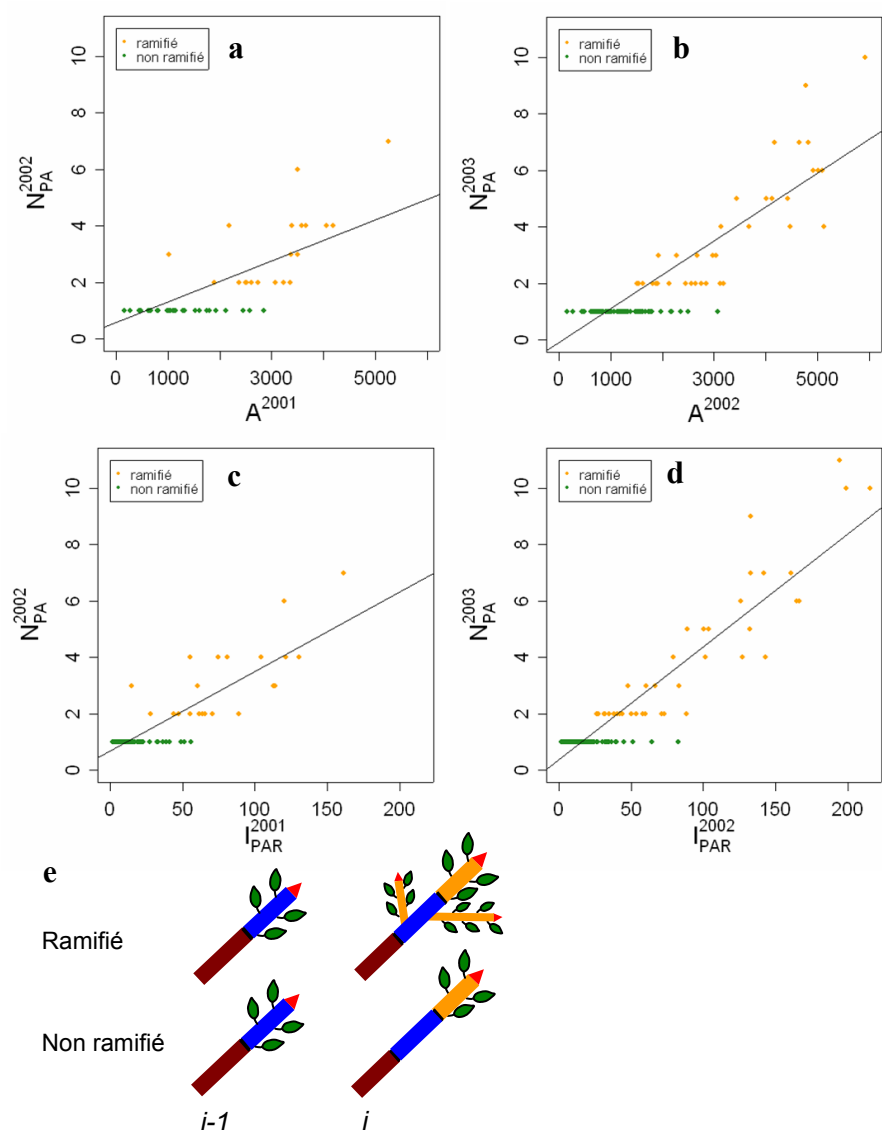 ramifié
non ramifié
a
10
8
6
4
2
0
N_PA^2002
0 1000 3000 5000
A^2001
ramifié
non ramifié
b
10
8
6
4
2
0
N_PA^2003
0 1000 3000 5000
A^2002
ramifié
non ramifié
c
10
8
6
4
2
0
N_PA^2002
0 50 100 150 200
I_PAR^2001
ramifié
non ramifié
d
10
8
6
4
2
0
N_PA^2003
0 50 100 150 200
I_PAR^2002
e
Ramifié
Non ramifié
i-1 i